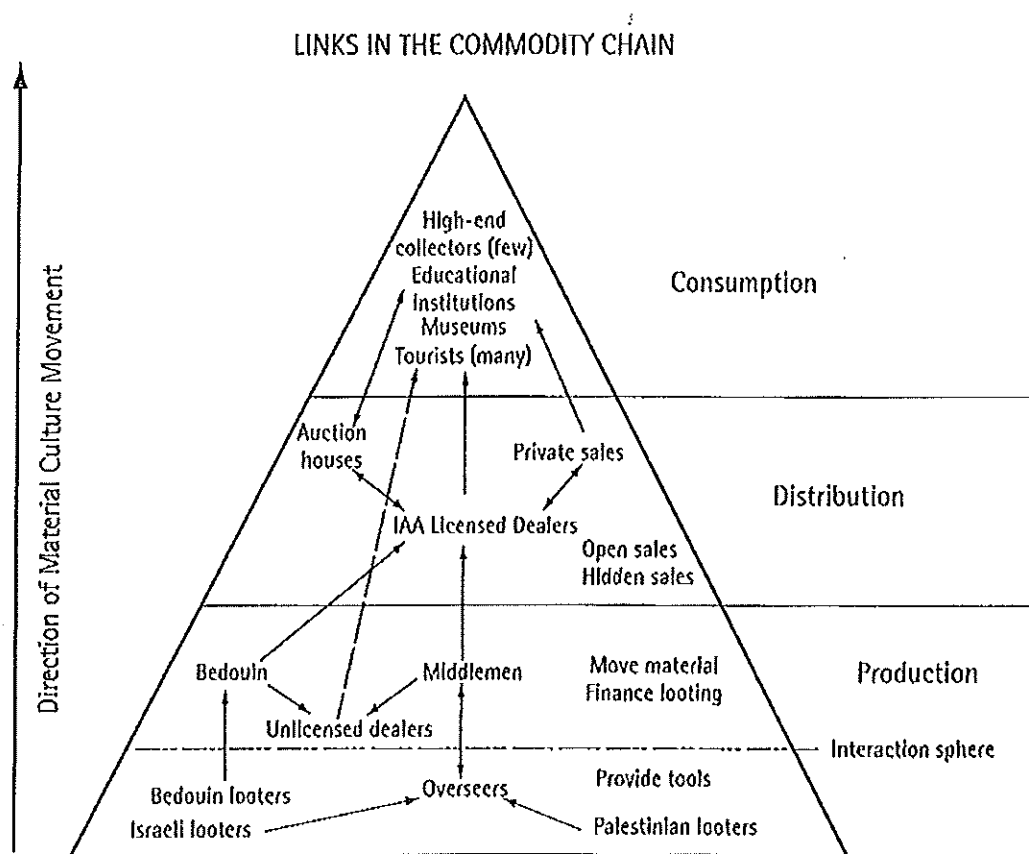 LINKS IN THE COMMODITY CHAIN
Direction of Material Culture Movement
High-end
collectors (few)
Educational
institutions
Museums
Tourists (many)
Consumption
Auction
houses
Private sales
Distribution
IAA Licensed Dealers
Open sales
Hidden sales
Bedouin
Middlemen
Move material
Finance looting
Production
Unlicensed dealers
Interaction sphere
Bedouin looters
Overseers
Provide tools
Israeli looters
Palestinian looters